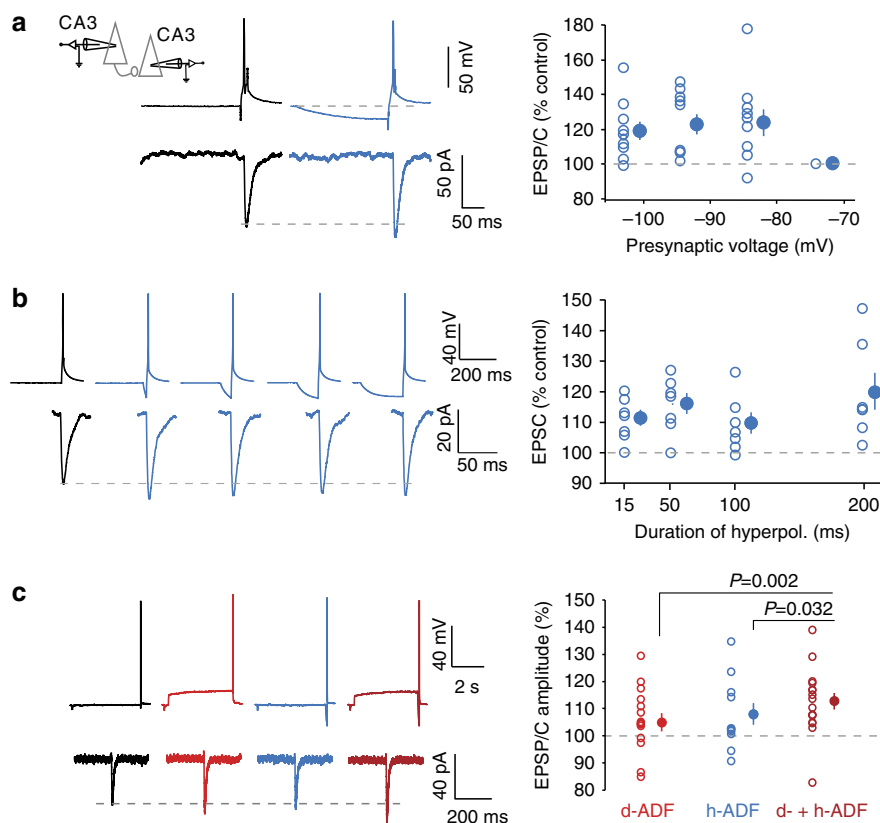 a
CA3
CA3
50 mV
50 pA
50 ms
EPSP/C (% control)
180
160
140
120
100
80
−100
−90
−80
−70
Presynaptic voltage (mV)
b
40 mV
200 ms
20 pA
50 ms
EPSC (% control)
150
140
130
120
110
100
90
15
50
100
200
Duration of hyperpol. (ms)
c
40 mV
2 s
40 pA
200 ms
P=0.002
P=0.032
EPSP/C amplitude (%)
150
140
130
120
110
100
90
80
d-ADF
h-ADF
d- + h-ADF